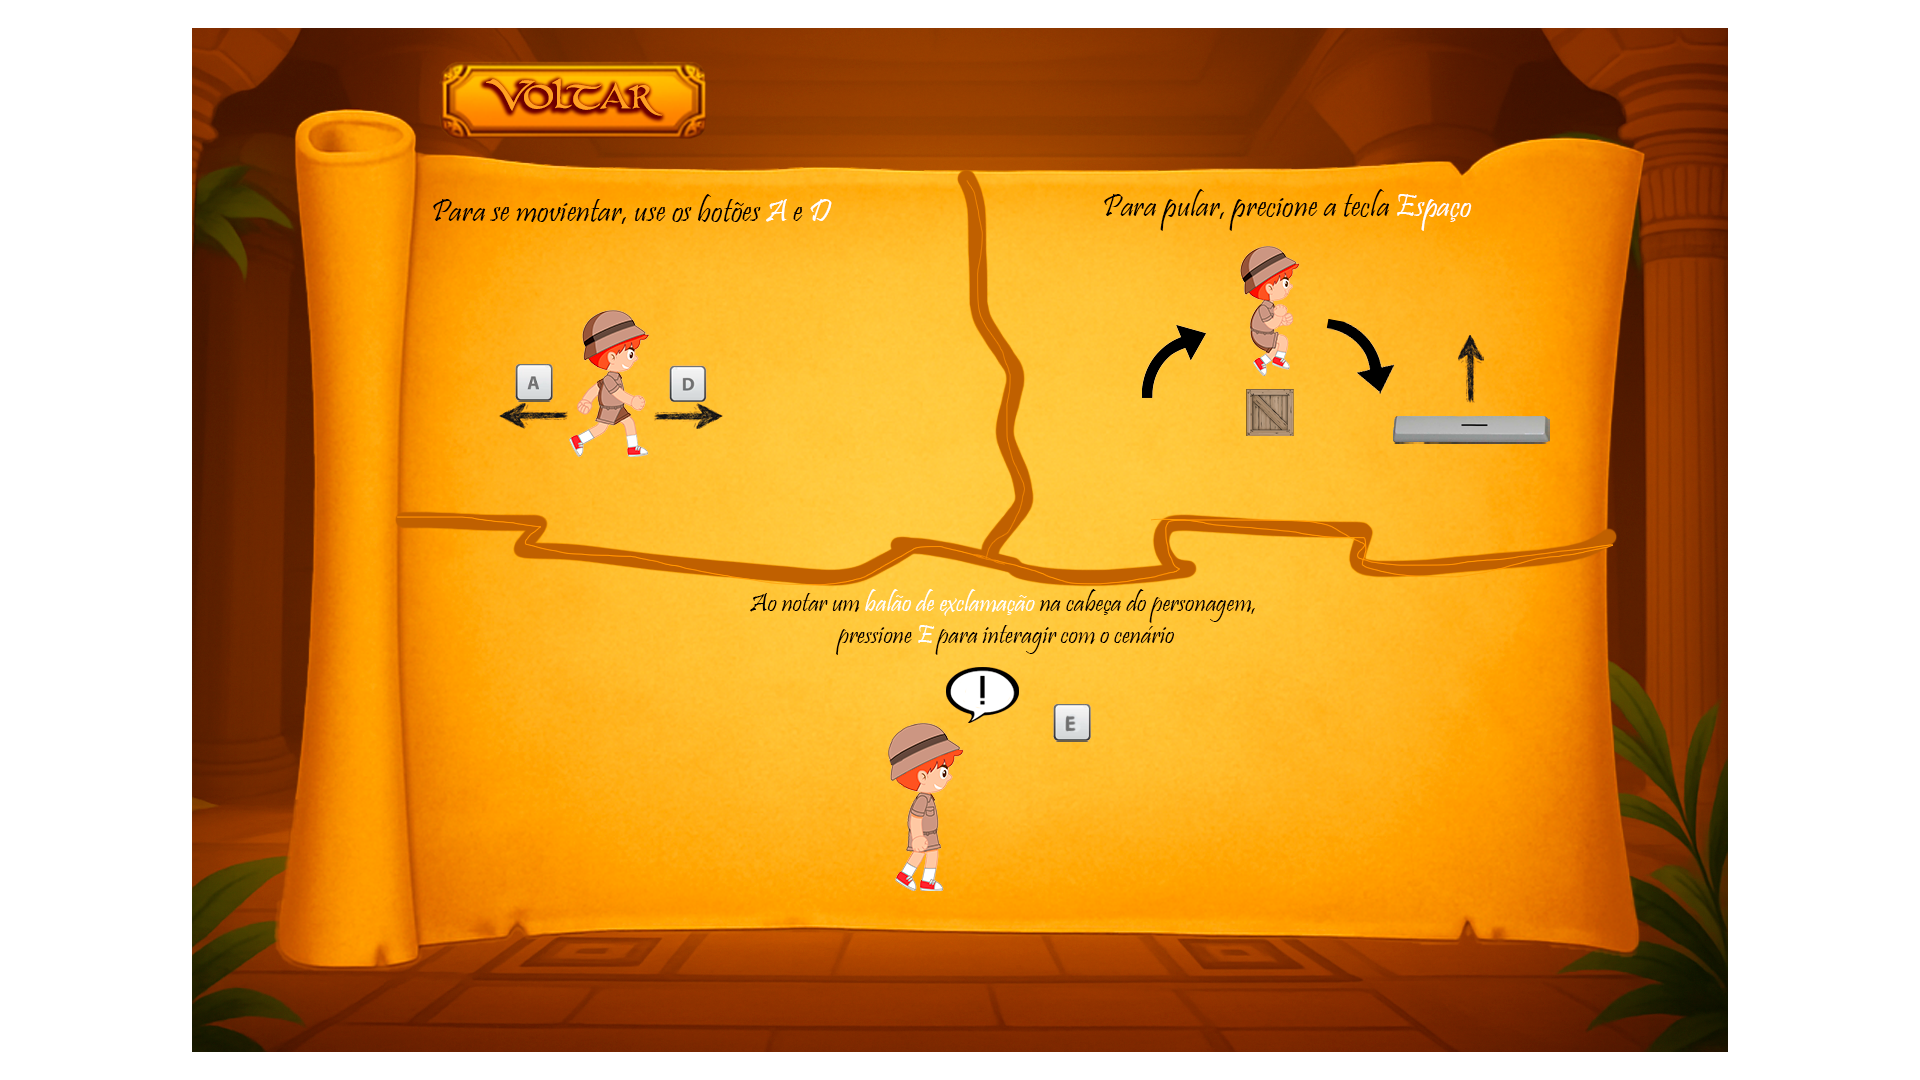 VOLTAR
Para se movientar, use os botões A e D
Para pular, precione a tecla Espaço
A
D
Ao notar um balão de exclamação na cabeça do personagem,
pressione E para interagir com o cenário
!
E